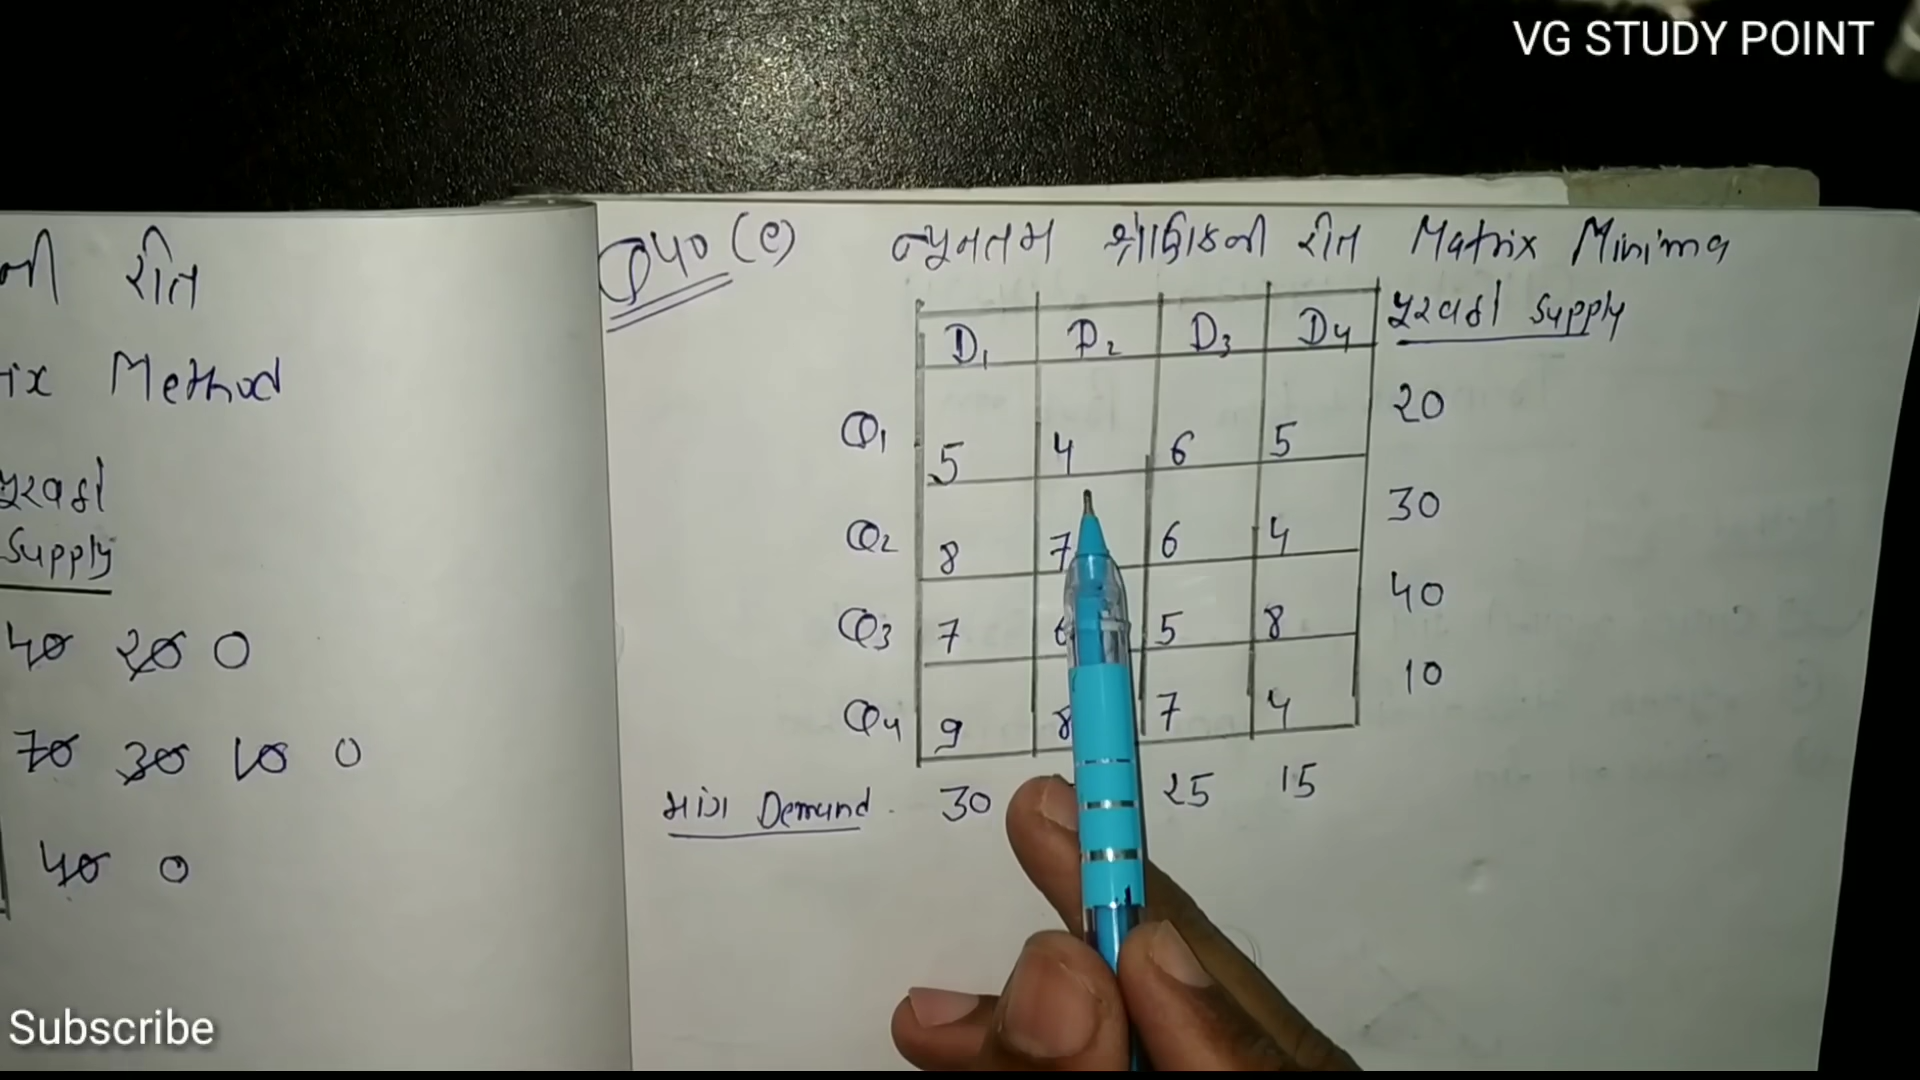 VG STUDY POINT
ની રીત
ix Method
પુરવઠો
Supply
40 20 0
70 30 10 0
40 0
Q40 (C) ન્યુનતમ શ્રેણિકની રીત Matrix Minima
D1 D2 D3 D4 પુરવઠો Supply
O1 5 4 6 5 20
O2 8 7 6 4 30
O3 7 5 8 40
O4 9 8 7 4 10
માંગ Demand 30 25 15
Subscribe